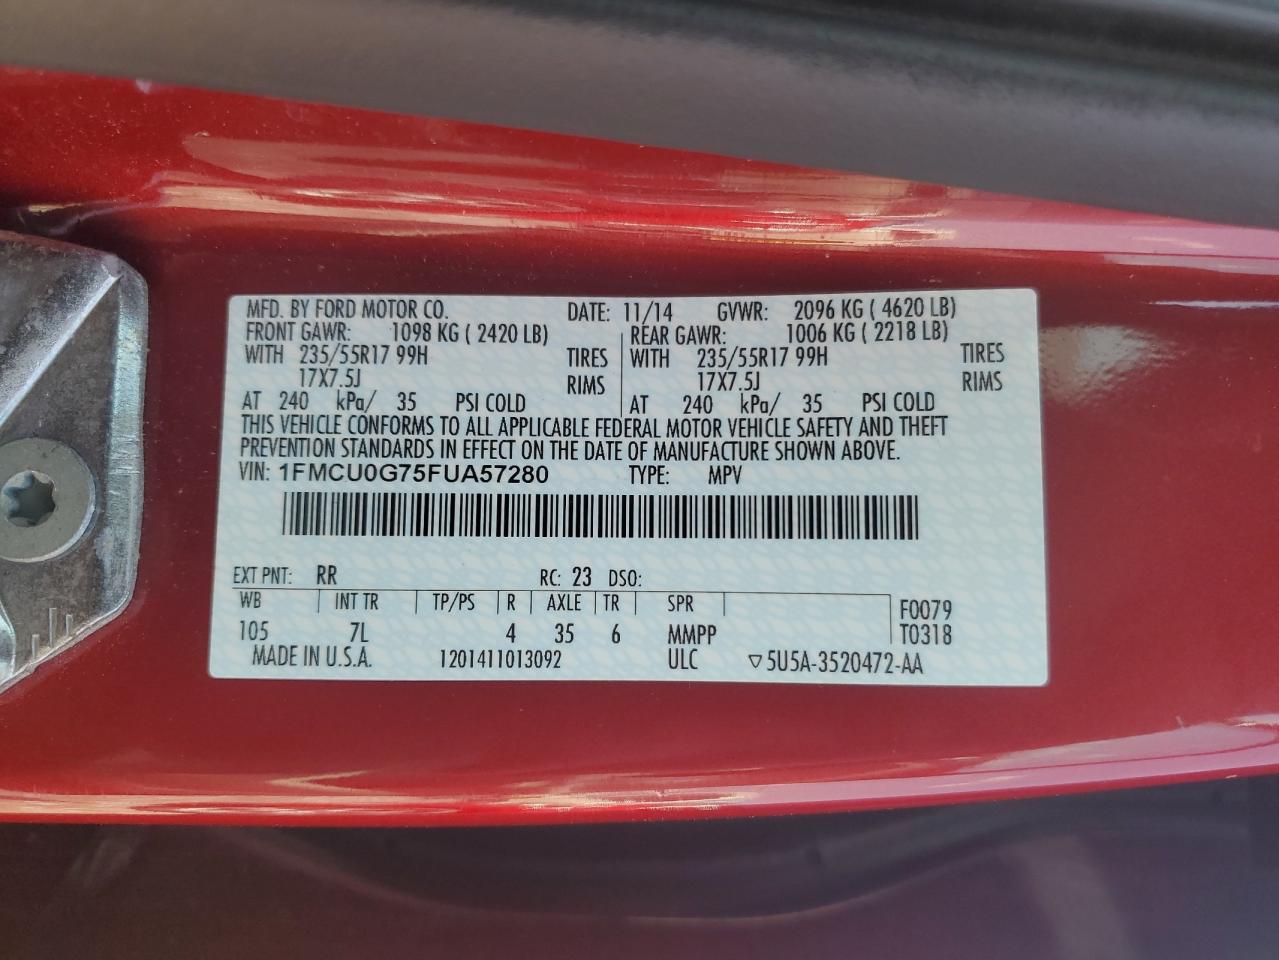 MFD. BY FORD MOTOR CO. DATE: 11/14 GVWR: 2096 KG ( 4620 LB)
FRONT GAWR: 1098 KG ( 2420 LB) REAR GAWR: 1006 KG ( 2218 LB)
WITH 235/55R17 99H TIRES WITH 235/55R17 99H TIRES
17X7.5J RIMS 17X7.5J RIMS
AT 240 kPa/ 35 PSI COLD AT 240 kPa/ 35 PSI COLD
THIS VEHICLE CONFORMS TO ALL APPLICABLE FEDERAL MOTOR VEHICLE SAFETY AND THEFT
PREVENTION STANDARDS IN EFFECT ON THE DATE OF MANUFACTURE SHOWN ABOVE.
VIN: 1FMCU0G75FUA57280 TYPE: MPV
EXT PNT: RR RC: 23 DSO:
WB INT TR TP/PS R AXLE TR SPR F0079
105 7L 4 35 6 MMPP T0318
MADE IN U.S.A. 1201411013092 ULC ▽5U5A-3520472-AA